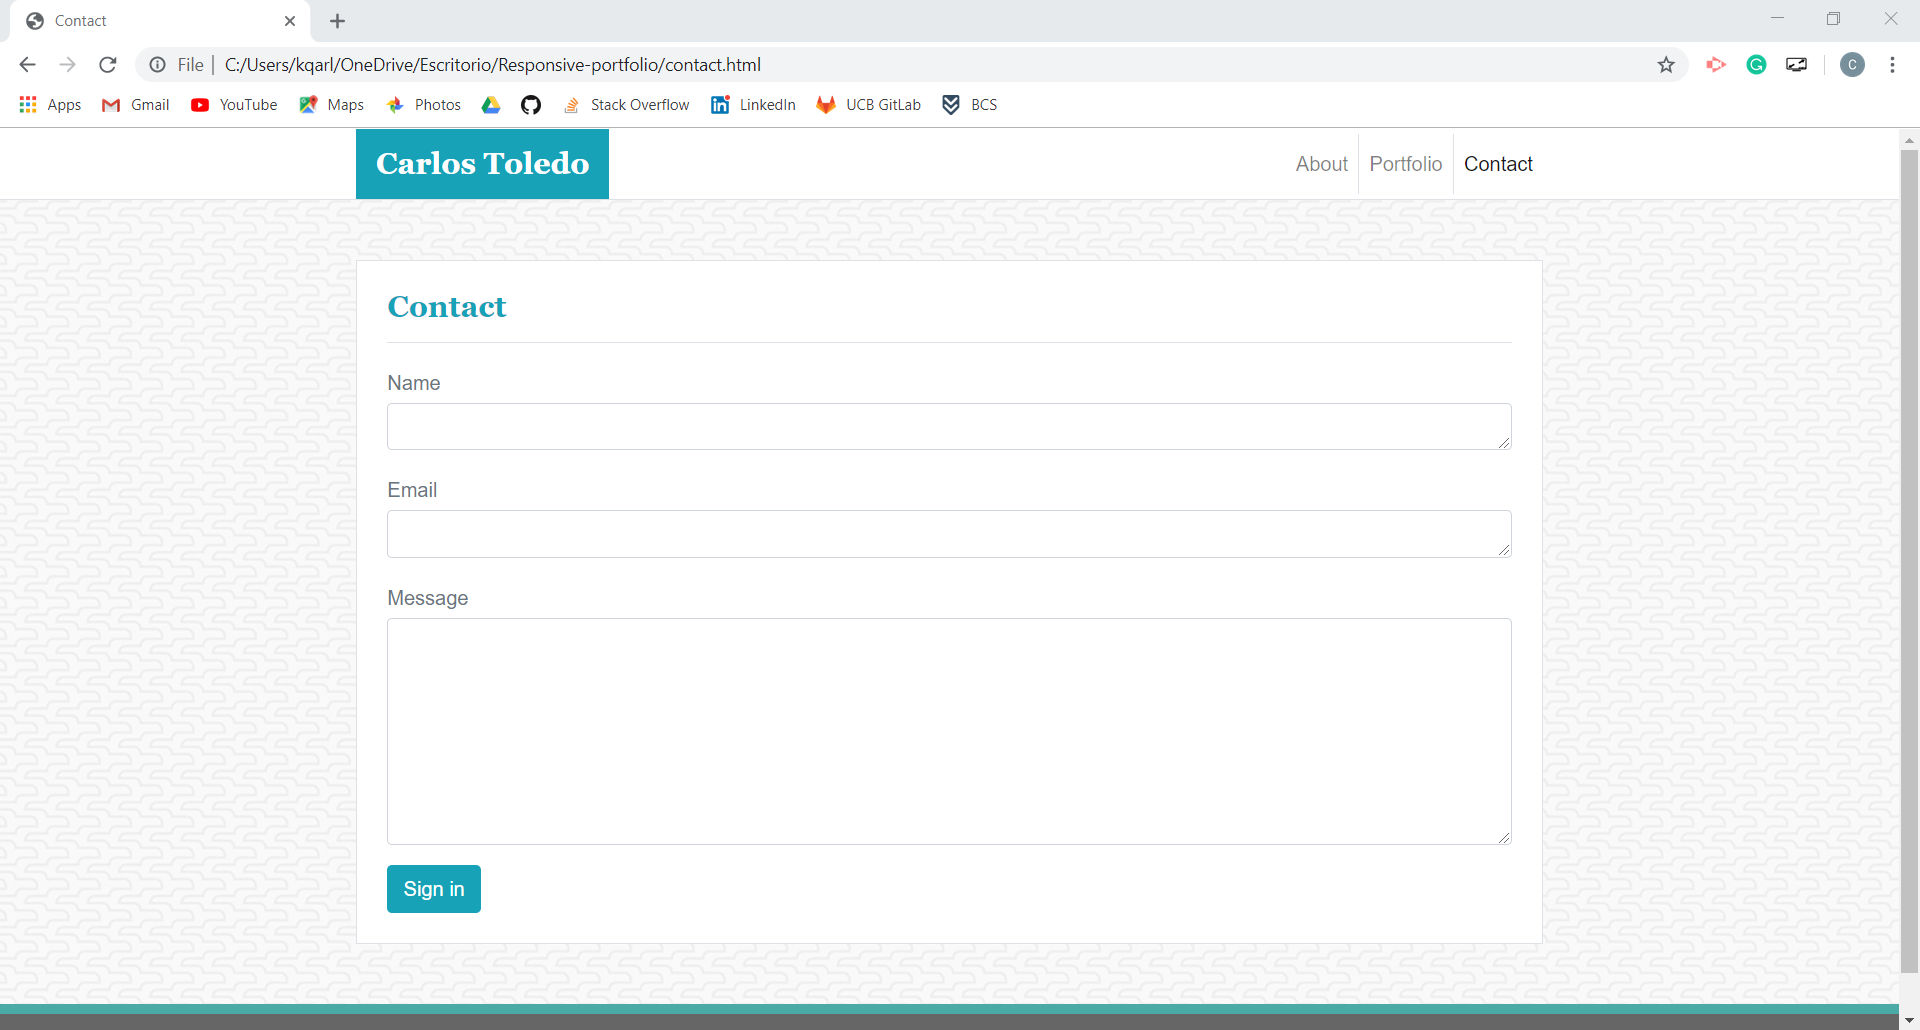 Contact
File | C:/Users/kqarl/OneDrive/Escritorio/Responsive-portfolio/contact.html
C
Apps Gmail YouTube Maps Photos Stack Overflow LinkedIn UCB GitLab BCS
Carlos Toledo About Portfolio Contact
Contact
Name
Email
Message
Sign in